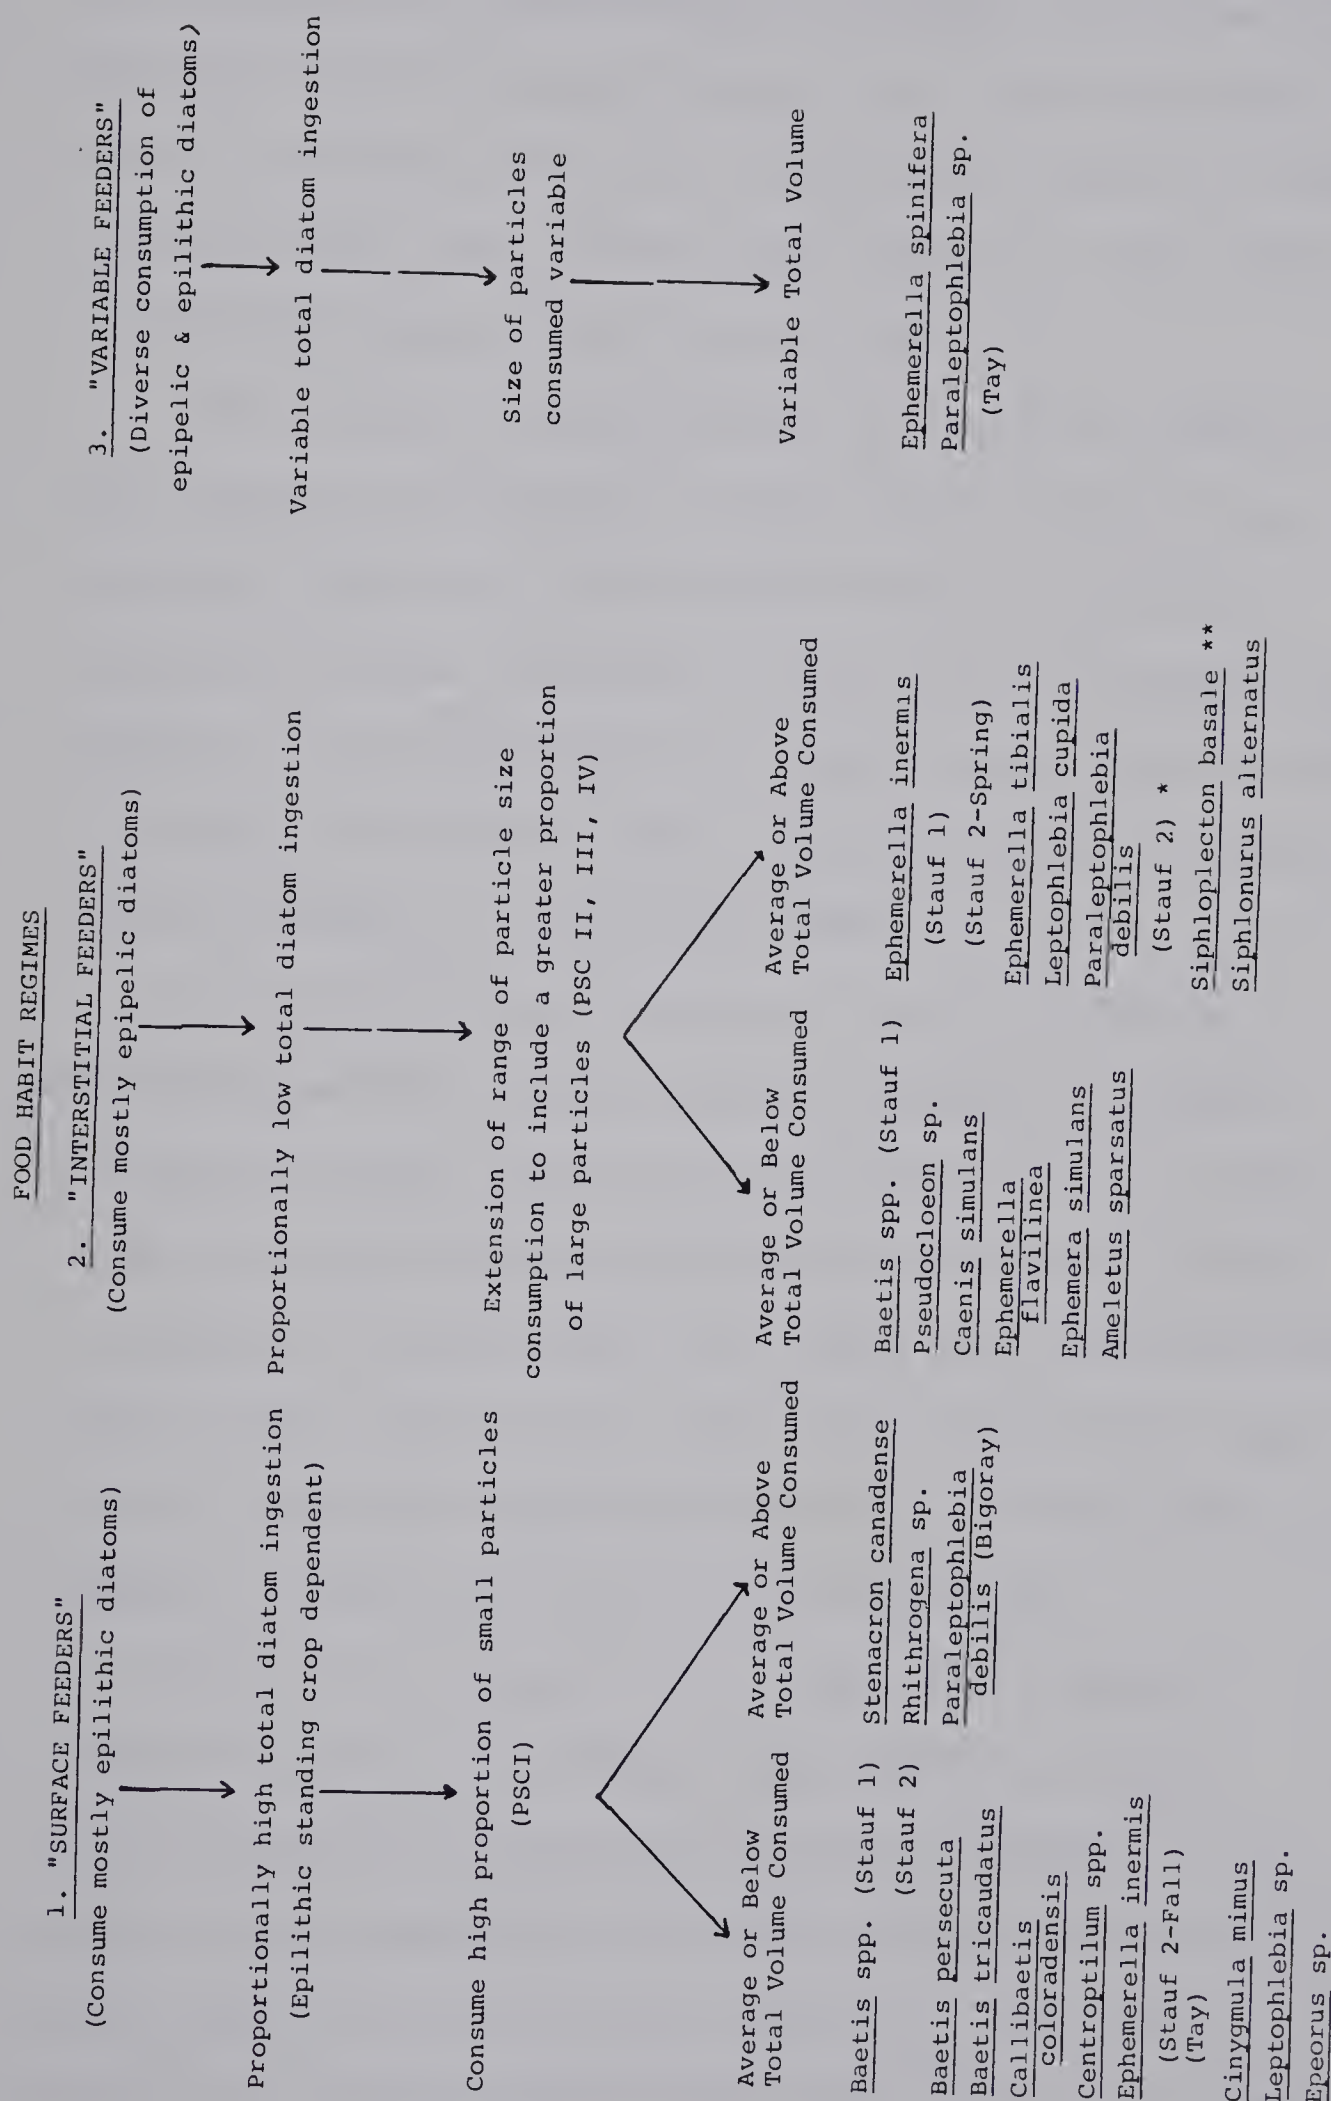 FOOD HABIT REGIMES
1. "SURFACE FEEDERS"
(Consume mostly epilithic diatoms)
Proportionally high total diatom ingestion
(Epilithic standing crop dependent)
Consume high proportion of small particles
(PSCI)
Average or Below
Total Volume Consumed
Baetis spp. (Stauf 1)
(Stauf 2)
Baetis persecuta
Baetis tricaudatus
Callibaetis
coloradensis
Centroptilum spp.
Ephemerella inermis
(Stauf 2-Fall)
(Tay)
Cinygmula mimus
Leptophlebia sp.
Epeorus sp.
Average or Above
Total Volume Consumed
Stenacron canadense
Rhithrogena sp.
Paraleptophlebia
debilis (Bigoray)
2. "INTERSTITIAL FEEDERS"
(Consume mostly epipelic diatoms)
Proportionally low total diatom ingestion
Extension of range of particle size
consumption to include a greater proportion
of large particles (PSC II, III, IV)
Average or Below
Total Volume Consumed
Baetis spp. (Stauf 1)
Pseudocloeon sp.
Caenis simulans
Ephemerella
flavilinea
Ephemera simulans
Ameletus sparsatus
Average or Above
Total Volume Consumed
Ephemerella inermis
(Stauf 1)
(Stauf 2-Spring)
Ephemerella tibialis
Leptophlebia cupida
Paraleptophlebia
debilis
(Stauf 2) *
Siphloplecton basale **
Siphlonurus alternatus
3. "VARIABLE FEEDERS"
(Diverse consumption of
epipelic & epilithic diatoms)
Variable total diatom ingestion
Size of particles
consumed variable
Variable Total Volume
Ephemerella spinifera
Paraleptophlebia sp.
(Tay)